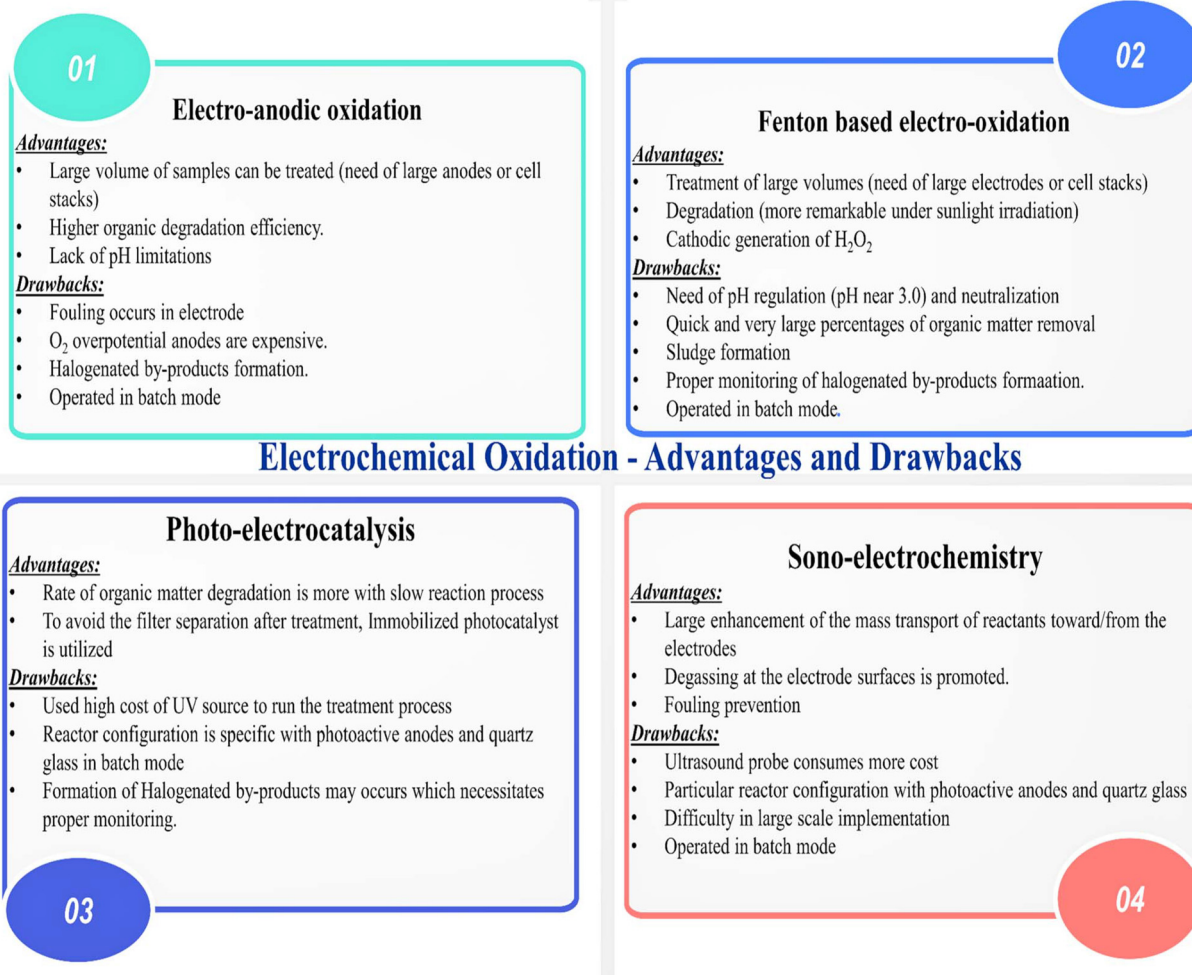 01
Electro-anodic oxidation
Advantages:
• Large volume of samples can be treated (need of large anodes or cell
stacks)
• Higher organic degradation efficiency.
• Lack of pH limitations
Drawbacks:
• Fouling occurs in electrode
• O₂ overpotential anodes are expensive.
• Halogenated by-products formation.
• Operated in batch mode
02
Fenton based electro-oxidation
Advantages:
• Treatment of large volumes (need of large electrodes or cell stacks)
• Degradation (more remarkable under sunlight irradiation)
• Cathodic generation of H₂O₂
Drawbacks:
• Need of pH regulation (pH near 3.0) and neutralization
• Quick and very large percentages of organic matter removal
• Sludge formation
• Proper monitoring of halogenated by-products formaation.
• Operated in batch mode.
Electrochemical Oxidation - Advantages and Drawbacks
Photo-electrocatalysis
Advantages:
• Rate of organic matter degradation is more with slow reaction process
• To avoid the filter separation after treatment, Immobilized photocatalyst
is utilized
Drawbacks:
• Used high cost of UV source to run the treatment process
• Reactor configuration is specific with photoactive anodes and quartz
glass in batch mode
• Formation of Halogenated by-products may occurs which necessitates
proper monitoring.
03
Sono-electrochemistry
Advantages:
• Large enhancement of the mass transport of reactants toward/from the
electrodes
• Degassing at the electrode surfaces is promoted.
• Fouling prevention
Drawbacks:
• Ultrasound probe consumes more cost
• Particular reactor configuration with photoactive anodes and quartz glass
• Difficulty in large scale implementation
• Operated in batch mode
04